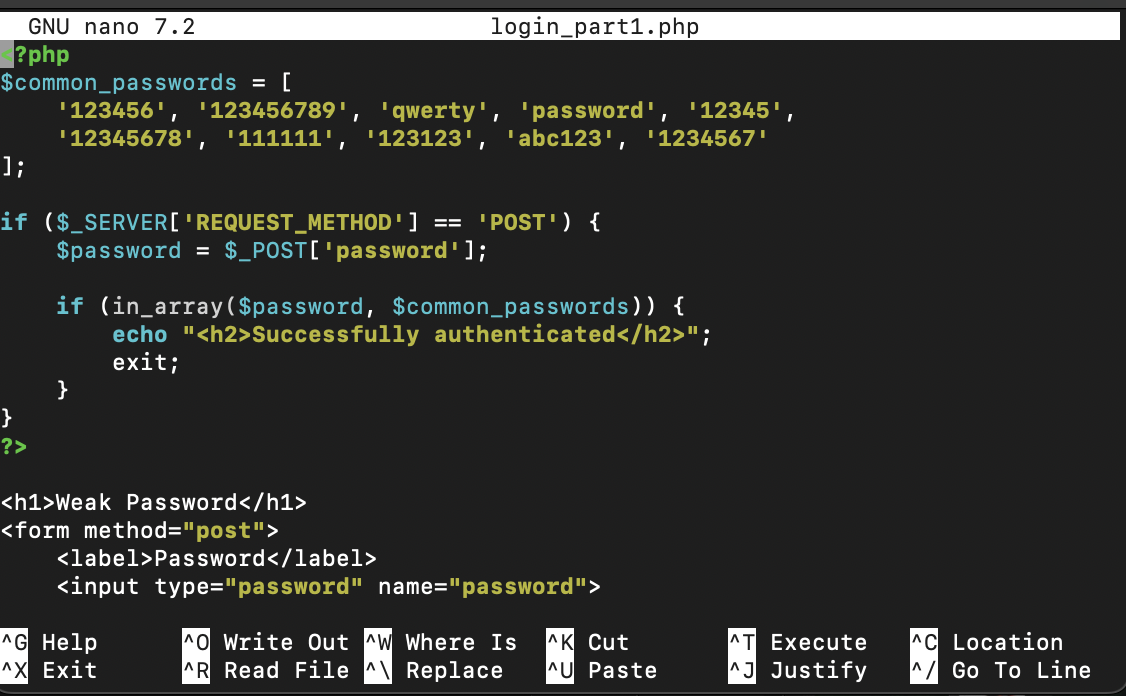 GNU nano 7.2 login_part1.php
<?php
$common_passwords = [
    '123456', '123456789', 'qwerty', 'password', '12345',
    '12345678', '111111', '123123', 'abc123', '1234567'
];

if ($_SERVER['REQUEST_METHOD'] == 'POST') {
    $password = $_POST['password'];

    if (in_array($password, $common_passwords)) {
        echo "<h2>Successfully authenticated</h2>";
        exit;
    }
}
?>

<h1>Weak Password</h1>
<form method="post">
    <label>Password</label>
    <input type="password" name="password">

^G Help ^O Write Out ^W Where Is ^K Cut ^T Execute ^C Location
^X Exit ^R Read File ^\ Replace ^U Paste ^J Justify ^/ Go To Line